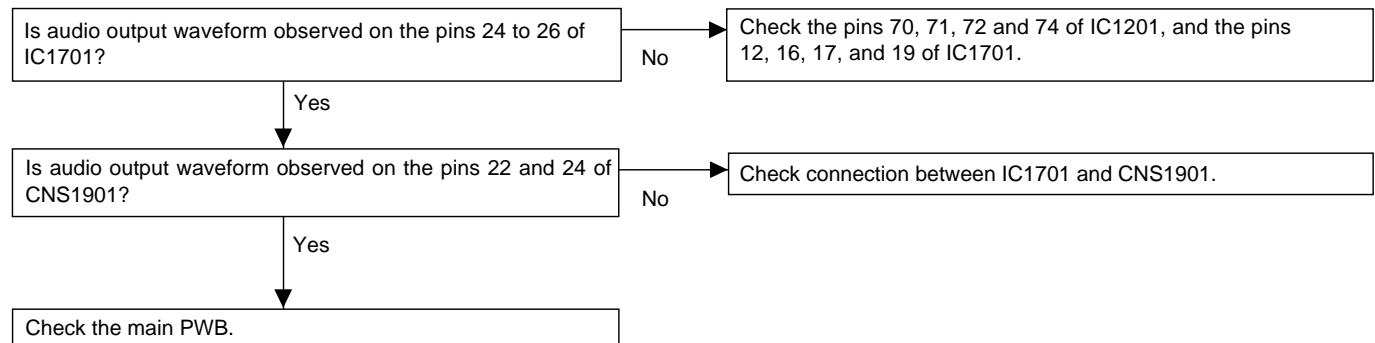 Is audio output waveform observed on the pins 24 to 26 of
IC1701?
No
Check the pins 70, 71, 72 and 74 of IC1201, and the pins
12, 16, 17, and 19 of IC1701.
Yes
Is audio output waveform observed on the pins 22 and 24 of
CNS1901?
No
Check connection between IC1701 and CNS1901.
Yes
Check the main PWB.